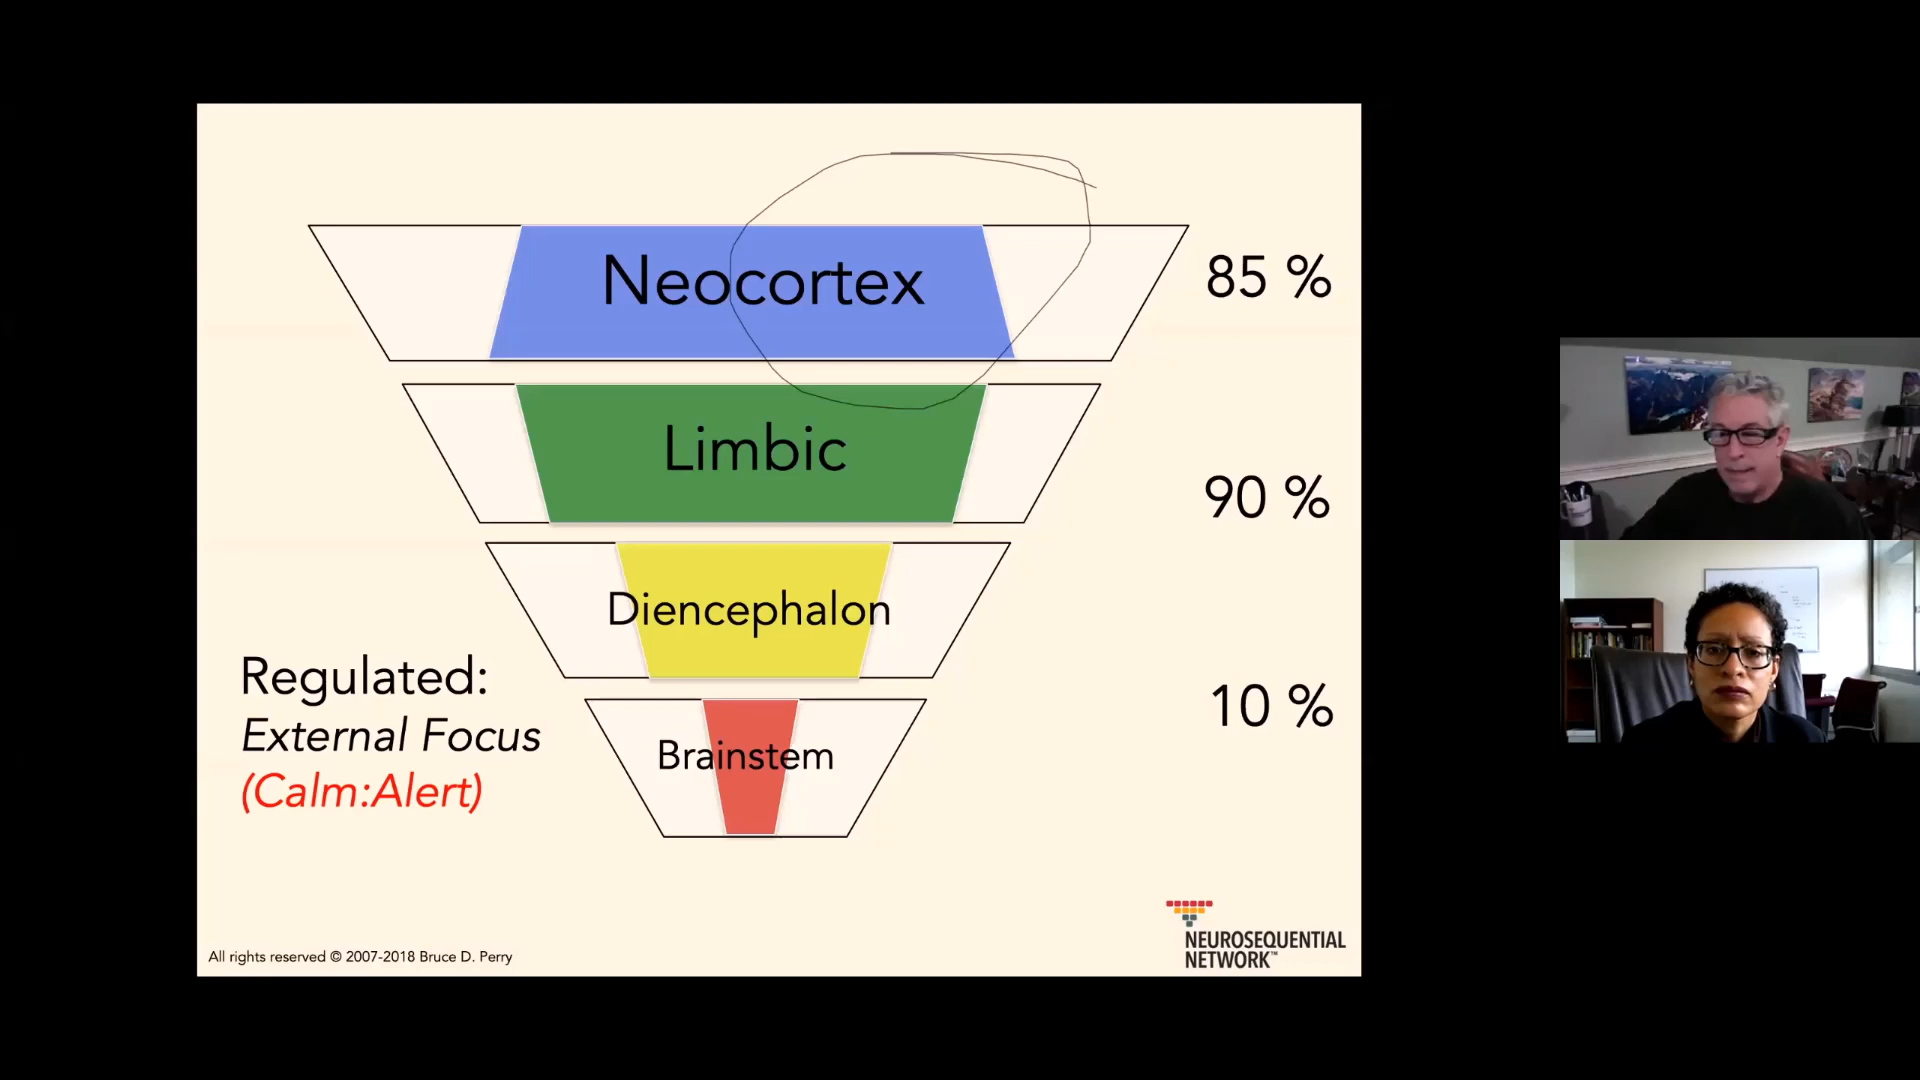 Neocortex
85 %
Limbic
90 %
Diencephalon
Regulated:
External Focus
(Calm:Alert)
10 %
Brainstem
NEUROSEQUENTIAL
NETWORK™
All rights reserved © 2007-2018 Bruce D. Perry